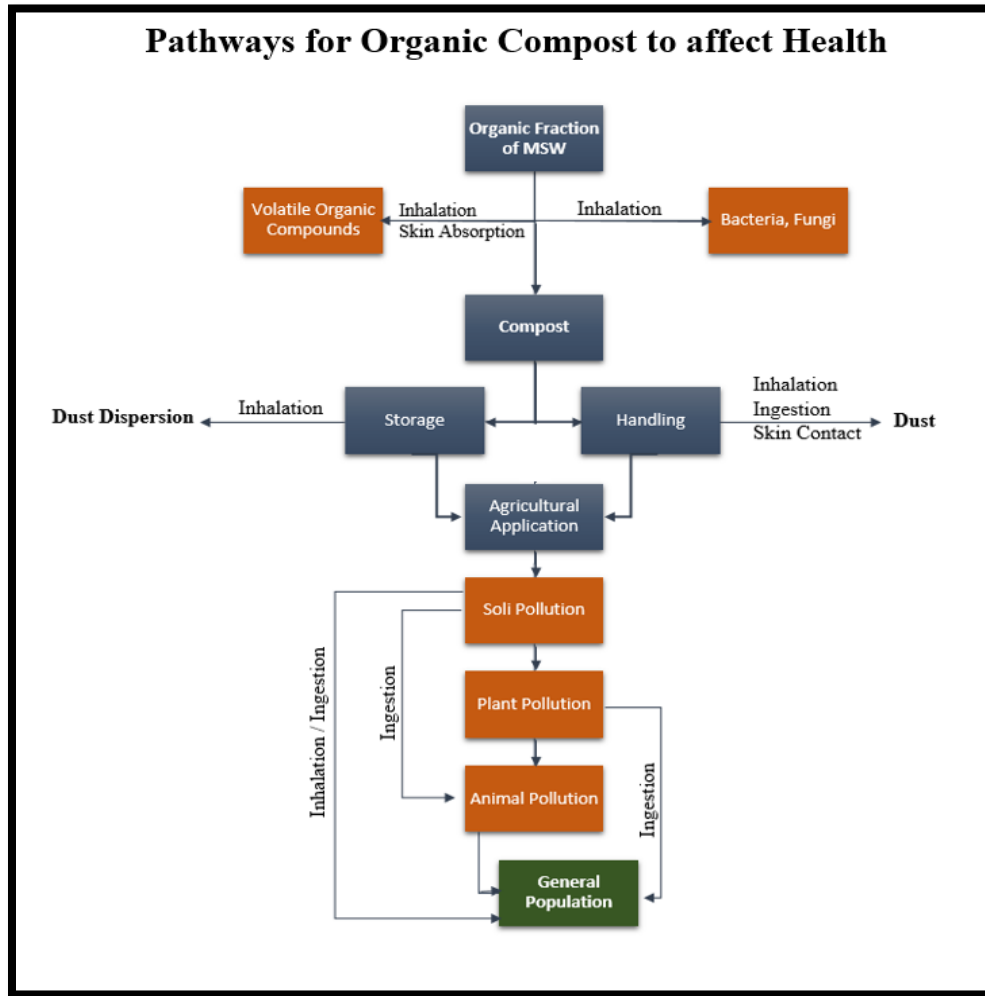 Pathways for Organic Compost to affect Health
Organic Fraction
of MSW
Volatile Organic
Compounds
Inhalation
Skin Absorption
Inhalation
Bacteria, Fungi
Compost
Dust Dispersion
Inhalation
Storage
Handling
Inhalation
Ingestion
Skin Contact
Dust
Agricultural
Application
Soli Pollution
Inhalation / Ingestion
Ingestion
Plant Pollution
Ingestion
Animal Pollution
General
Population